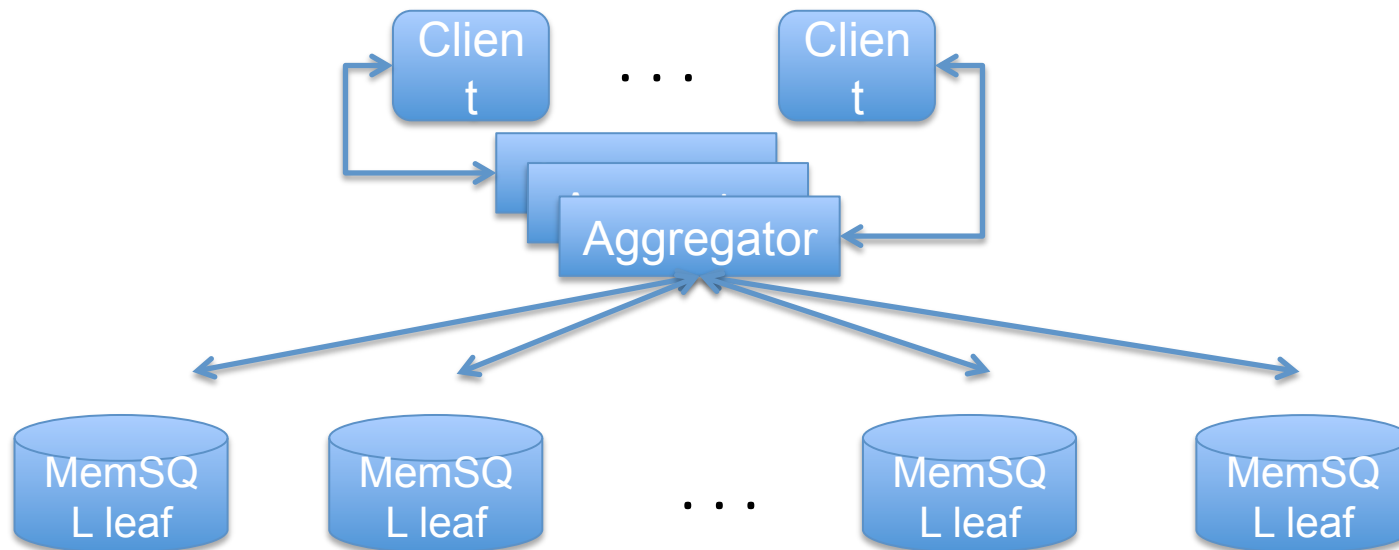 Clien
t
. . .
Clien
t
Aggregator
MemSQ
L leaf
MemSQ
L leaf
. . .
MemSQ
L leaf
MemSQ
L leaf